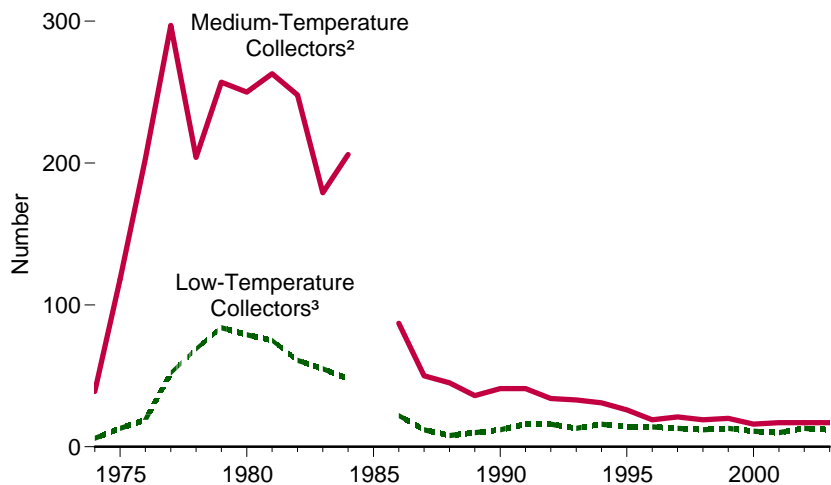 300
Medium-Temperature
Collectors²
200
Number
Low-Temperature
Collectors³
100
0
1975 1980 1985 1990 1995 2000